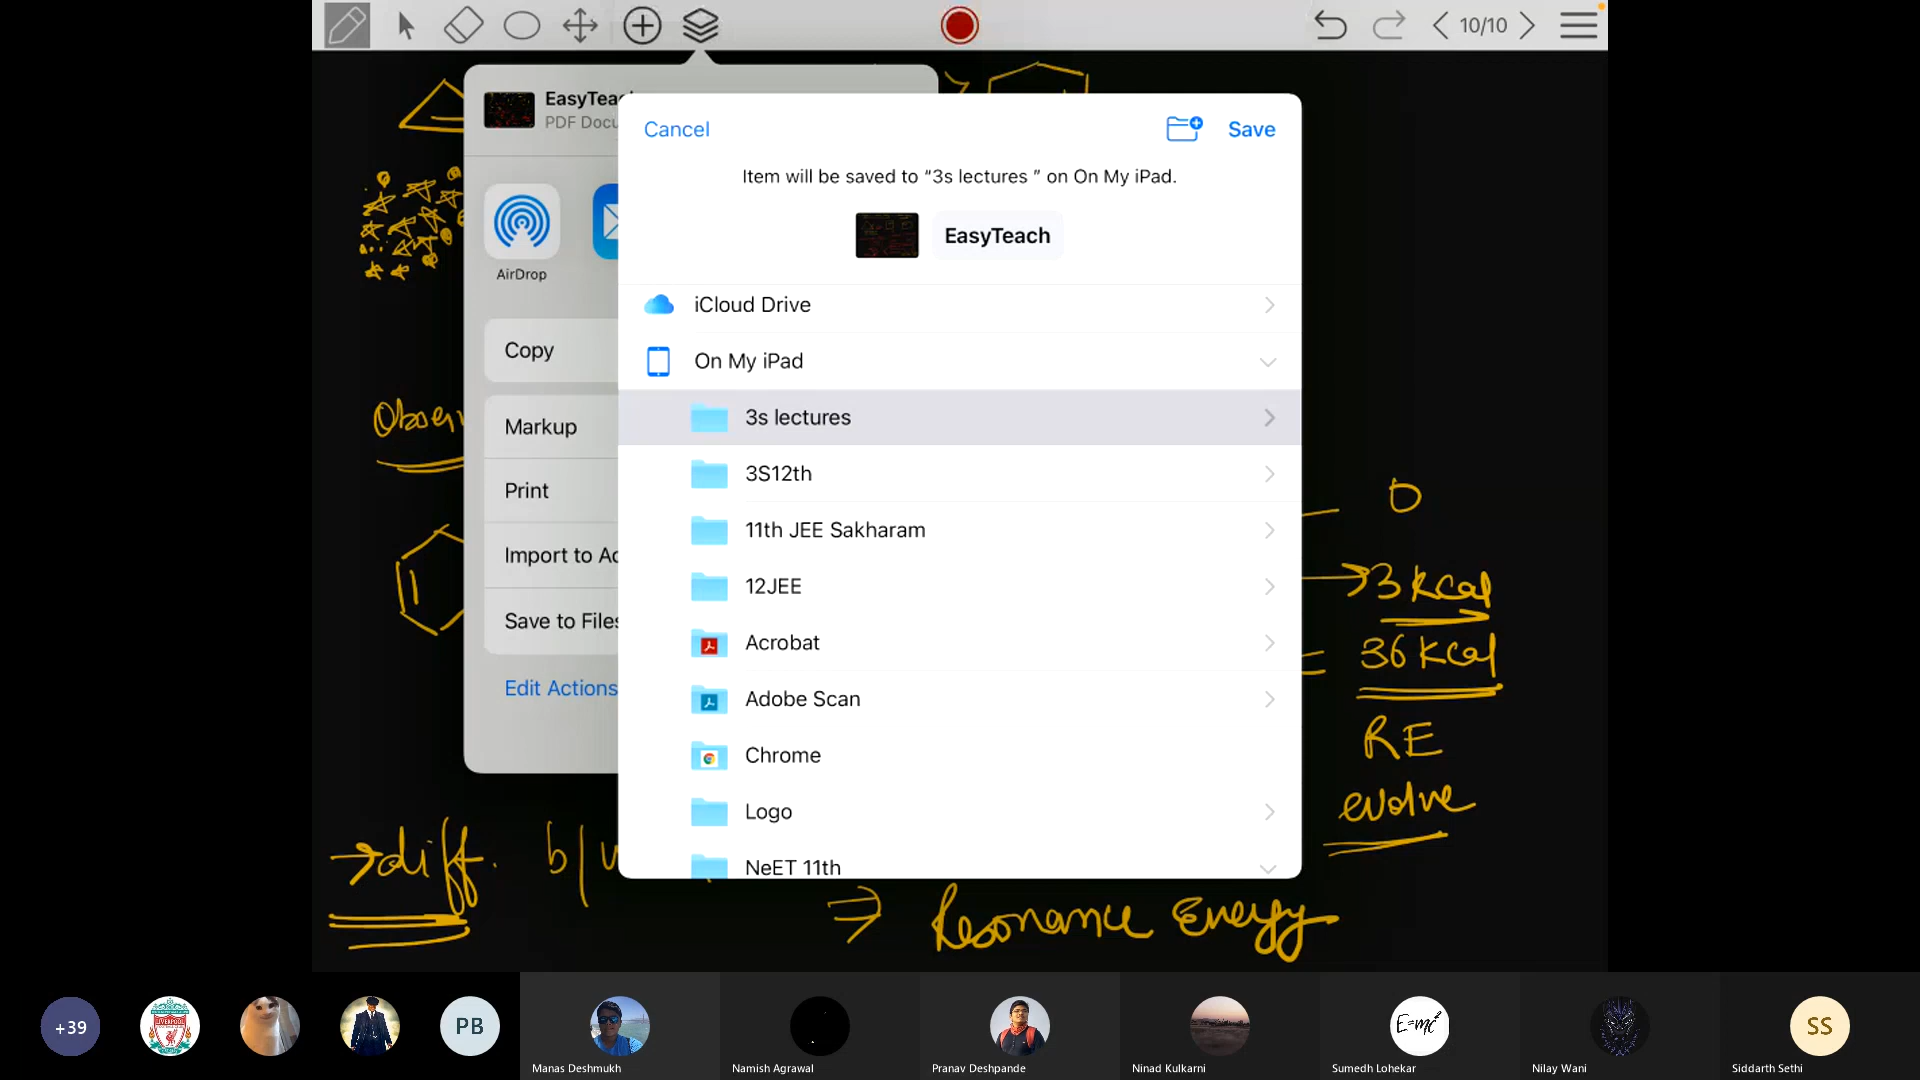 10/10
EasyTea
PDF Docu
Cancel
Save
Item will be saved to “3s lectures ” on On My iPad.
EasyTeach
AirDrop
iCloud Drive
On My iPad
Copy
3s lectures
Obser
Markup
3S12th
Print
O
11th JEE Sakharam
Import to Ac
12JEE
→3 kcal
Save to Files
Acrobat
= 36 kcal
Edit Actions
Adobe Scan
RE
Chrome
evolve
Logo
→diff. b/w
NeET 11th
⇒ Resonance Energy
+39
LIVERPOOL
PB
E=mc²
SS
Manas Deshmukh
Namish Agrawal
Pranav Deshpande
Ninad Kulkarni
Sumedh Lohekar
Nilay Wani
Siddarth Sethi